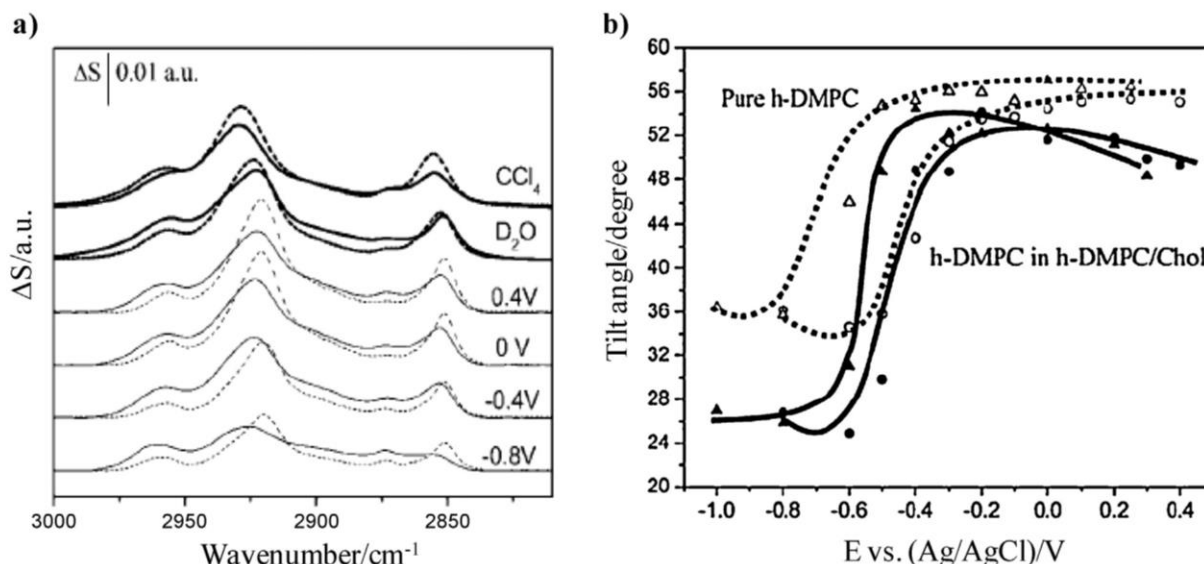 a)
ΔS 0.01 a.u.
CCl₄
D₂O
0.4V
0 V
-0.4V
-0.8V
ΔS/a.u.
3000 2950 2900 2850
Wavenumber/cm⁻¹
b)
60
56
52
48
44
40
36
32
28
24
20
Pure h-DMPC
h-DMPC in h-DMPC/Chol
Tilt angle/degree
-1.0 -0.8 -0.6 -0.4 -0.2 0.0 0.2 0.4
E vs. (Ag/AgCl)/V